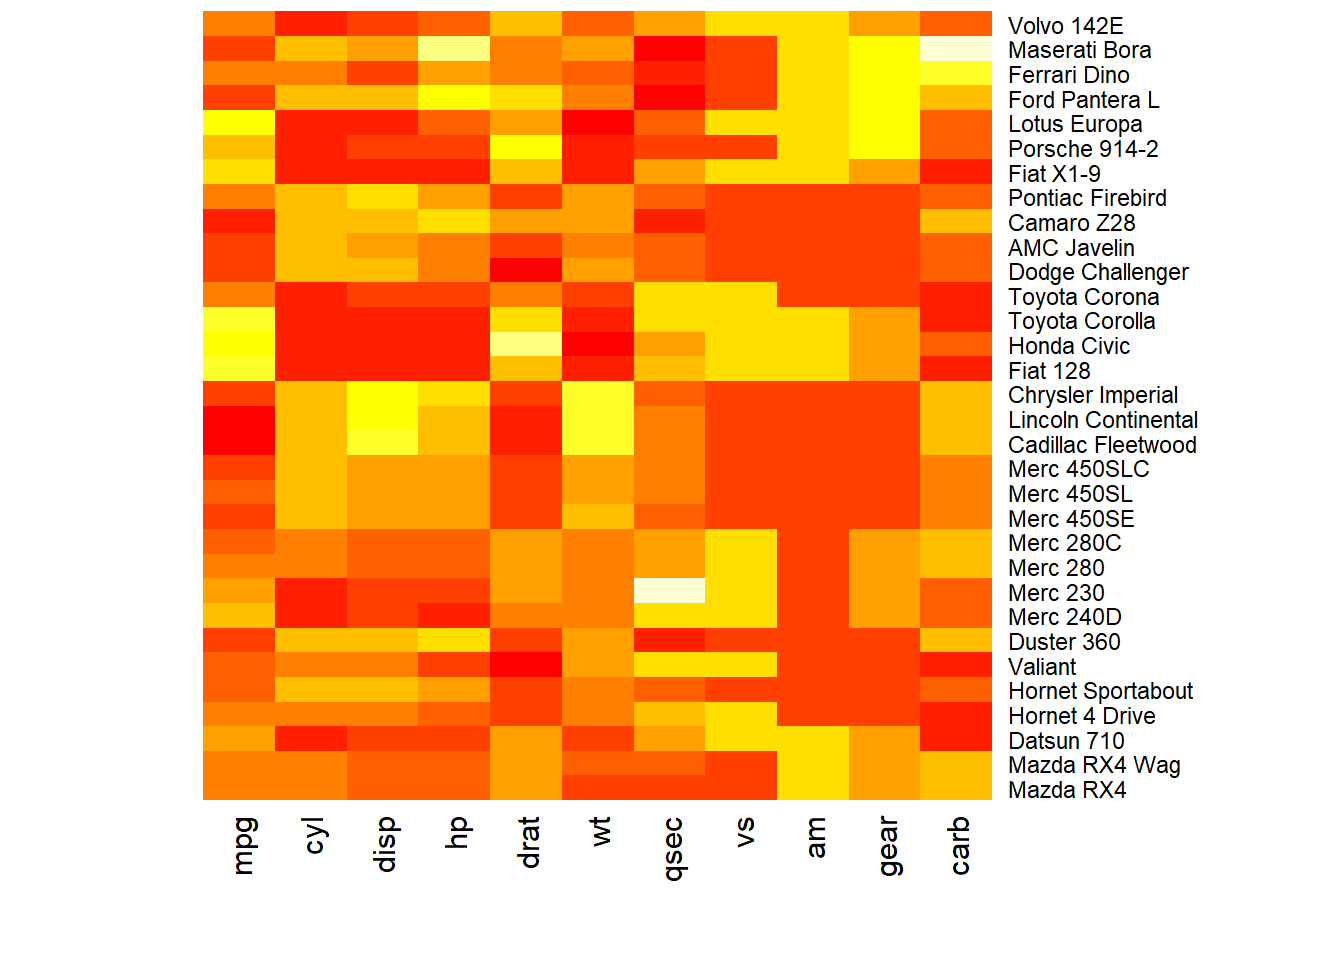 Volvo 142E
Maserati Bora
Ferrari Dino
Ford Pantera L
Lotus Europa
Porsche 914-2
Fiat X1-9
Pontiac Firebird
Camaro Z28
AMC Javelin
Dodge Challenger
Toyota Corona
Toyota Corolla
Honda Civic
Fiat 128
Chrysler Imperial
Lincoln Continental
Cadillac Fleetwood
Merc 450SLC
Merc 450SL
Merc 450SE
Merc 280C
Merc 280
Merc 230
Merc 240D
Duster 360
Valiant
Hornet Sportabout
Hornet 4 Drive
Datsun 710
Mazda RX4 Wag
Mazda RX4
mpg
cyl
disp
hp
drat
wt
qsec
vs
am
gear
carb